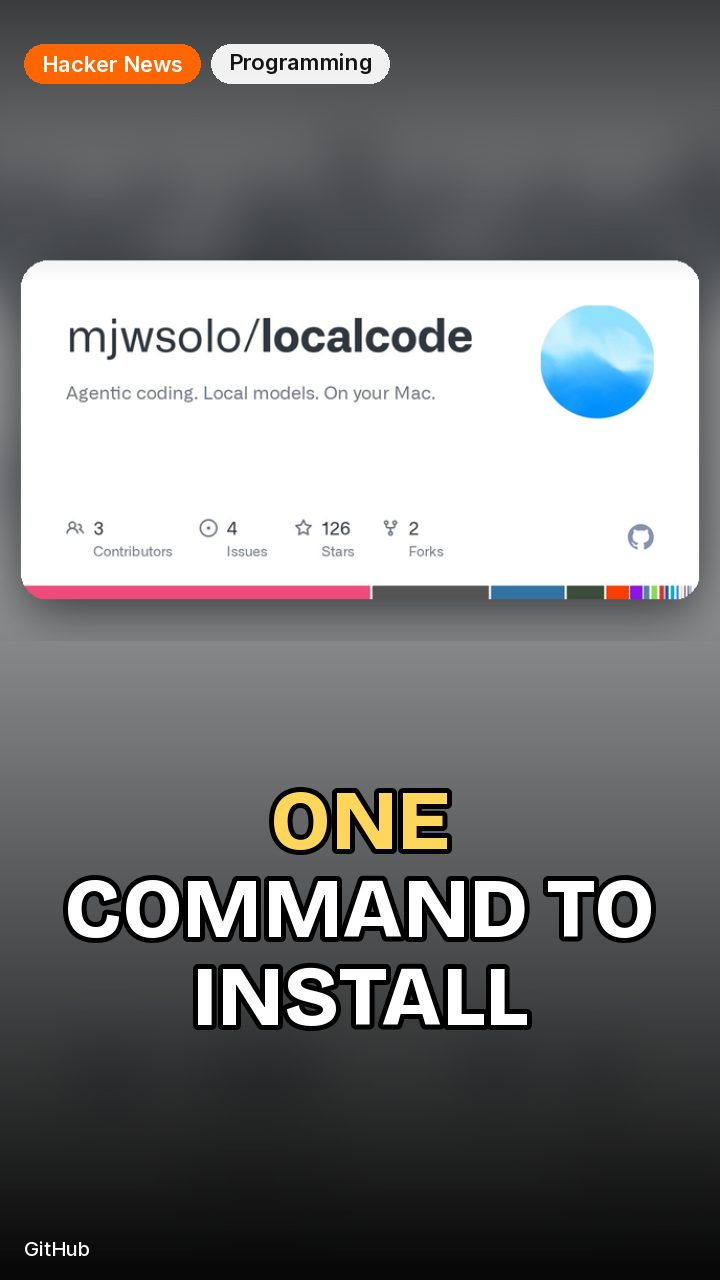 Hacker News
Programming
mjwsolo/localcode
Agentic coding. Local models. On your Mac.
3
Contributors
4
Issues
126
Stars
2
Forks
ONE
COMMAND TO
INSTALL
GitHub